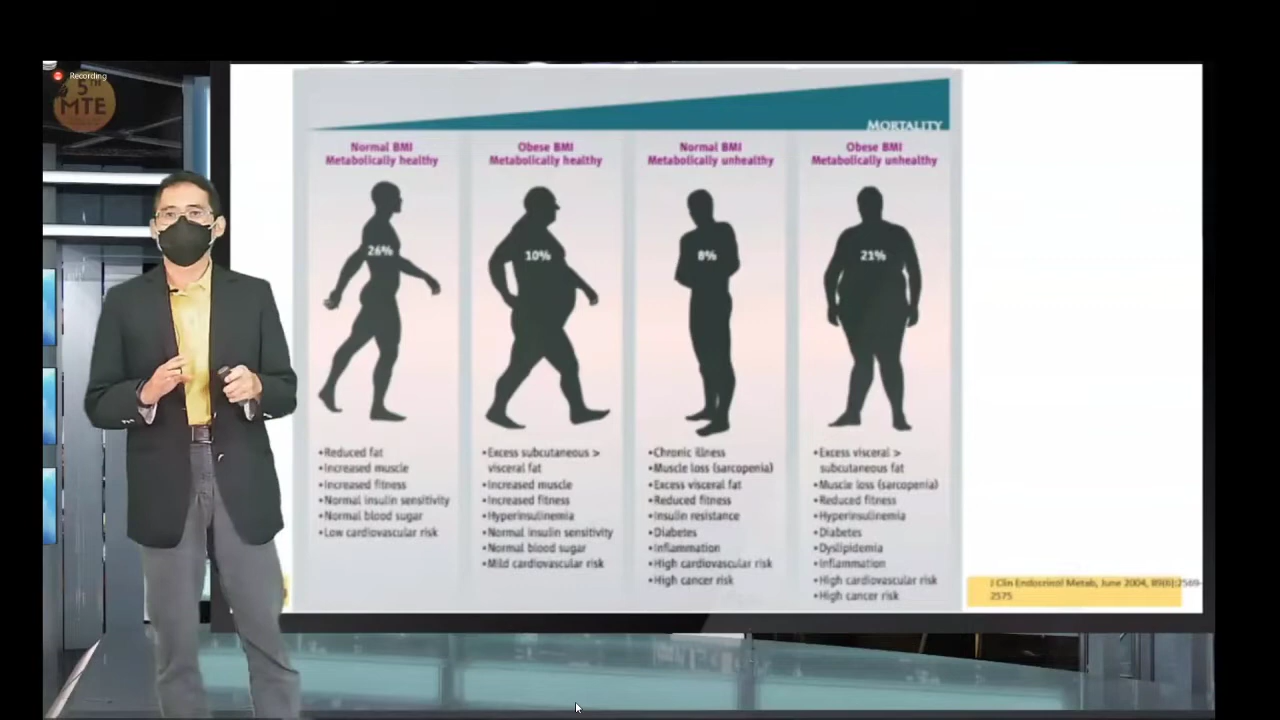 Recording
5TH
MTE
MORTALITY
Normal BMI
Metabolically healthy
Obese BMI
Metabolically healthy
Normal BMI
Metabolically unhealthy
Obese BMI
Metabolically unhealthy
26%
10%
8%
21%
•Reduced fat
•Increased muscle
•Increased fitness
•Normal insulin sensitivity
•Normal blood sugar
•Low cardiovascular risk
•Excess subcutaneous >
visceral fat
•Increased muscle
•Increased fitness
•Hyperinsulinemia
•Normal insulin sensitivity
•Normal blood sugar
•Mild cardiovascular risk
•Chronic illness
•Muscle loss (sarcopenia)
•Excess visceral fat
•Reduced fitness
•Insulin resistance
•Diabetes
•Inflammation
•High cardiovascular risk
•High cancer risk
•Excess visceral >
subcutaneous fat
•Muscle loss (sarcopenia)
•Reduced fitness
•Hyperinsulinemia
•Diabetes
•Dyslipidemia
•Inflammation
•High cardiovascular risk
•High cancer risk
J Clin Endocrinol Metab, June 2004, 89(6):2569-
2575